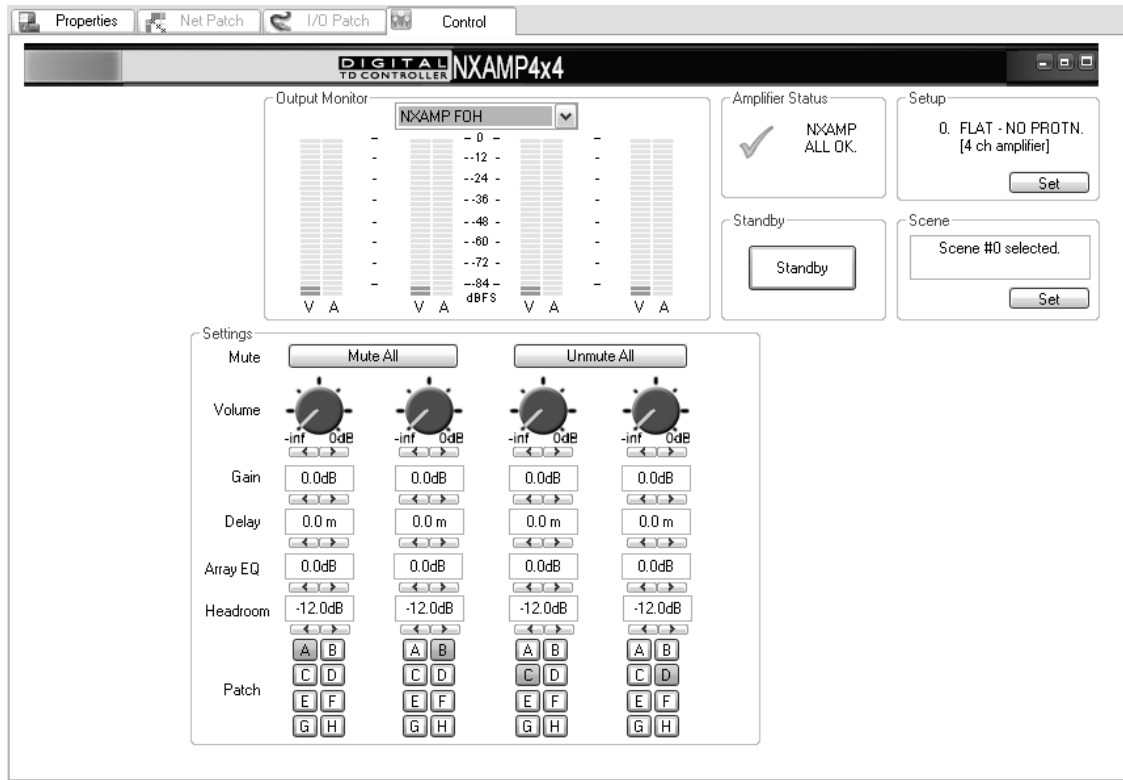 Properties Net Patch I/O Patch Control
DIGITAL
TD CONTROLLER NXAMP4x4
Output Monitor
NXAMP FOH
- 0 -
--12 -
--24 -
--36 -
--48 -
--60 -
--72 -
--84 -
dBFS
V A V A V A V A
Amplifier Status
NXAMP
ALL OK.
Setup
0. FLAT - NO PROTN.
[4 ch amplifier]
Set
Standby
Standby
Scene
Scene #0 selected.
Set
Settings
Mute Mute All Unmute All
Volume
-inf 0dB -inf 0dB -inf 0dB -inf 0dB
Gain 0.0dB 0.0dB 0.0dB 0.0dB
Delay 0.0 m 0.0 m 0.0 m 0.0 m
Array EQ 0.0dB 0.0dB 0.0dB 0.0dB
Headroom -12.0dB -12.0dB -12.0dB -12.0dB
Patch
A B A B A B A B
C D C D C D C D
E F E F E F E F
G H G H G H G H